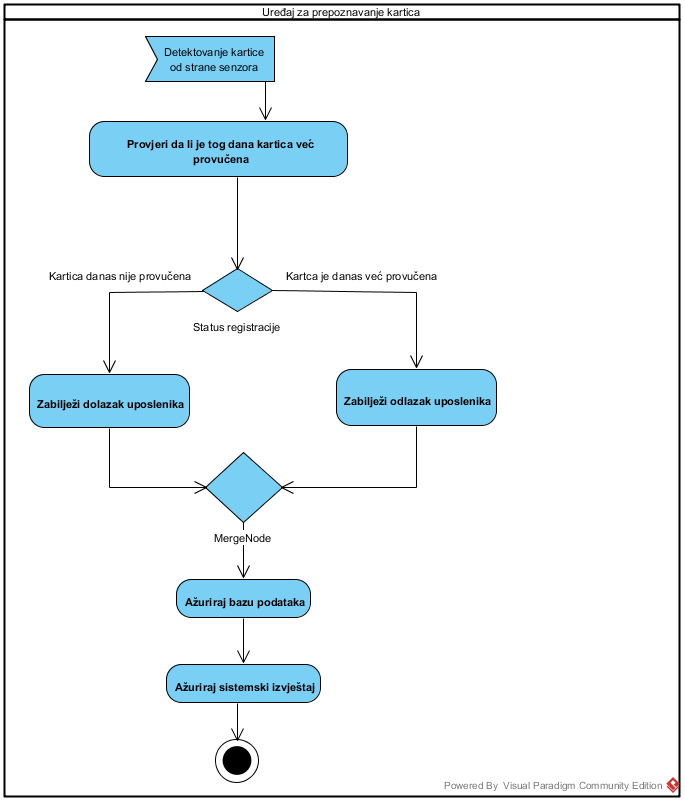 Uređaj za prepoznavanje kartica
Detektovanje kartice
od strane senzora
Provjeri da li je tog dana kartica već
provučena
Kartica danas nije provučena
Kartca je danas već provučena
Status registracije
Zabilježi dolazak uposlenika
Zabilježi odlazak uposlenika
MergeNode
Ažuriraj bazu podataka
Ažuriraj sistemski izvještaj
Powered By Visual Paradigm Community Edition